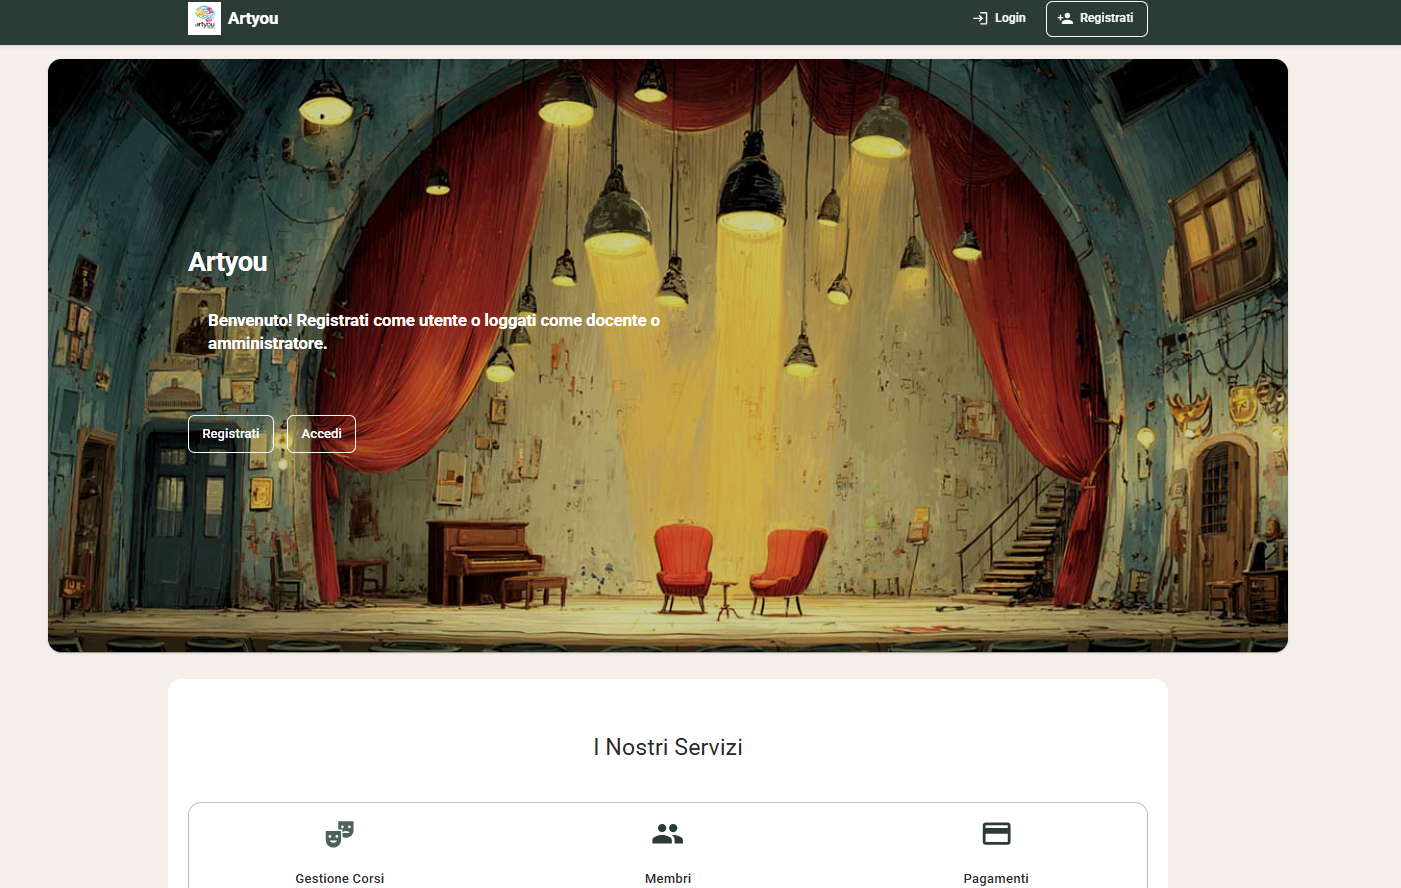 artyou
Artyou
Login
Registrati
Artyou
Benvenuto! Registrati come utente o loggati come docente o
amministratore.
Registrati
Accedi
I Nostri Servizi
Gestione Corsi
Membri
Pagamenti